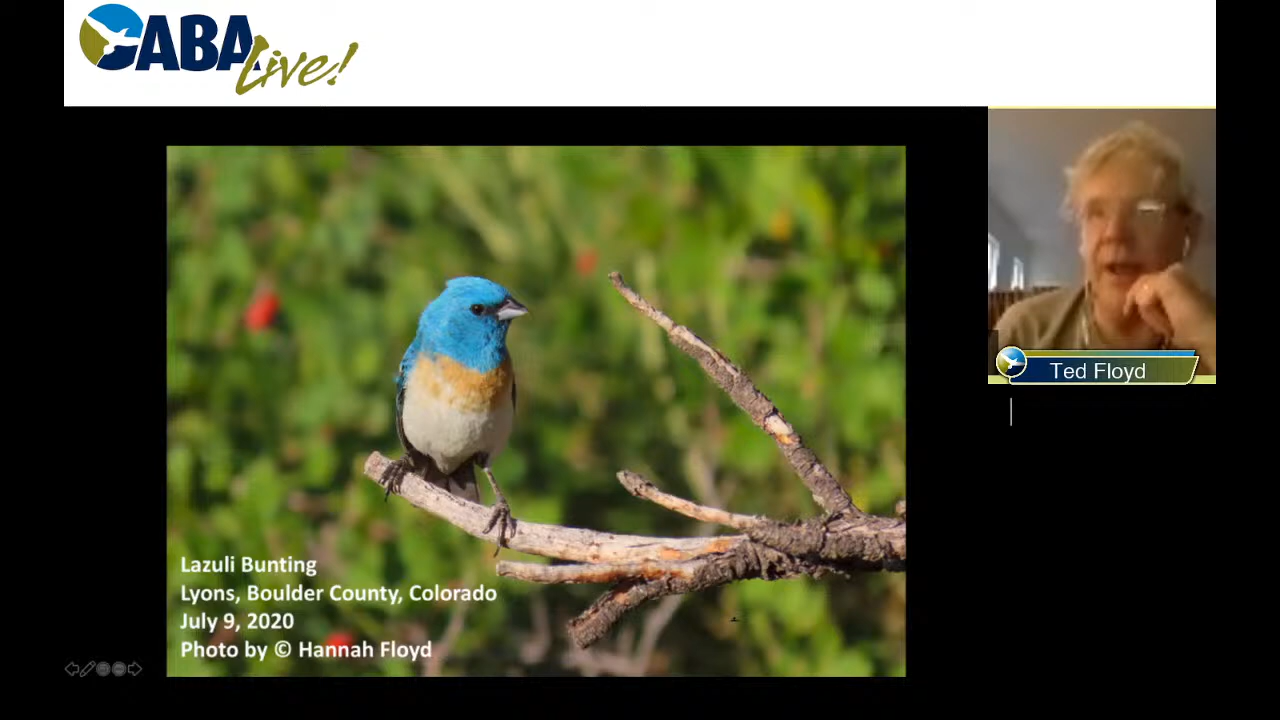 ABA
Live!
Ted Floyd
Lazuli Bunting
Lyons, Boulder County, Colorado
July 9, 2020
Photo by © Hannah Floyd